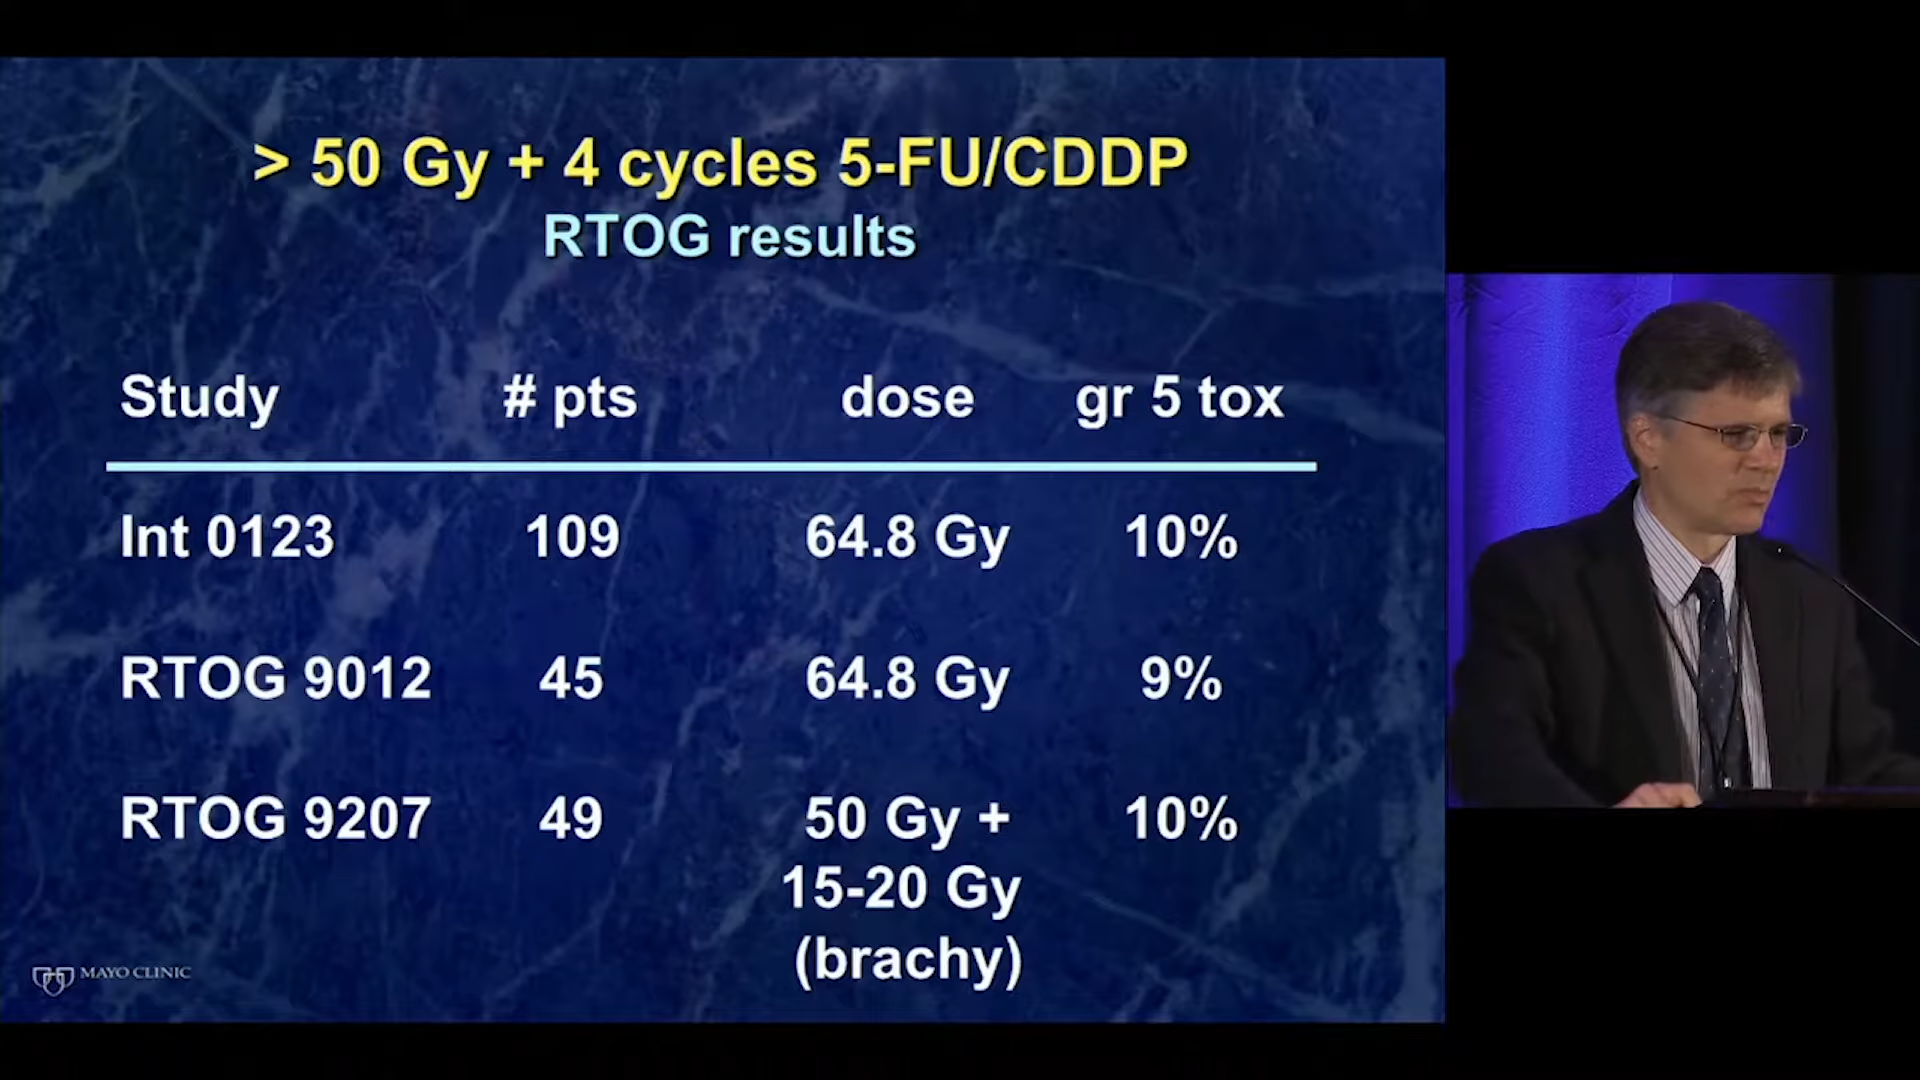 > 50 Gy + 4 cycles 5-FU/CDDP
RTOG results
Study # pts dose gr 5 tox
Int 0123 109 64.8 Gy 10%
RTOG 9012 45 64.8 Gy 9%
RTOG 9207 49 50 Gy + 10%
15-20 Gy
(brachy)
MAYO CLINIC